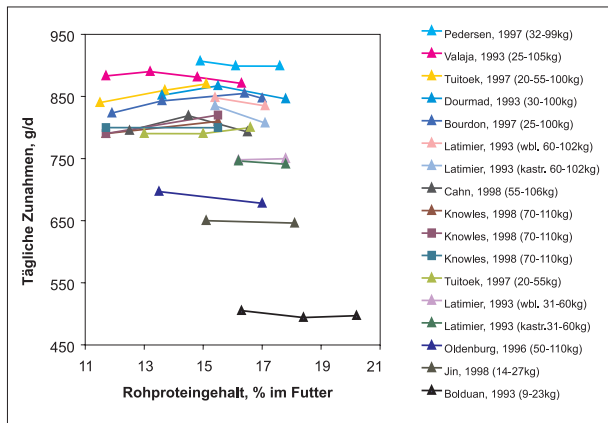 Tägliche Zunahmen, g/d
950
850
750
650
550
450
11
13
15
17
19
21
Rohproteingehalt, % im Futter
Pedersen, 1997 (32-99kg)
Valaja, 1993 (25-105kg)
Tuitoek, 1997 (20-55-100kg)
Dourmad, 1993 (30-100kg)
Bourdon, 1997 (25-100kg)
Latimier, 1993 (wbl. 60-102kg)
Latimier, 1993 (kastr. 60-102kg)
Cahn, 1998 (55-106kg)
Knowles, 1998 (70-110kg)
Knowles, 1998 (70-110kg)
Knowles, 1998 (70-110kg)
Tuitoek, 1997 (20-55kg)
Latimier, 1993 (wbl. 31-60kg)
Latimier, 1993 (kastr.31-60kg)
Oldenburg, 1996 (50-110kg)
Jin, 1998 (14-27kg)
Bolduan, 1993 (9-23kg)